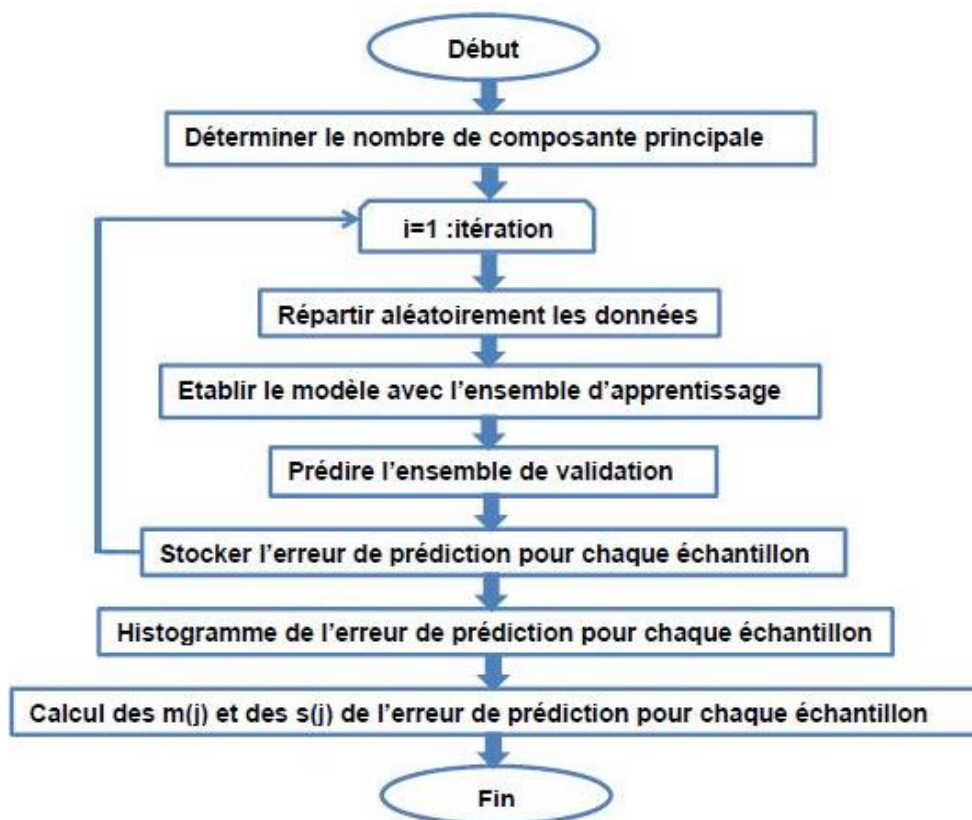 Début
Déterminer le nombre de composante principale
i=1 :itération
Répartir aléatoirement les données
Etablir le modèle avec l'ensemble d'apprentissage
Prédire l'ensemble de validation
Stocker l'erreur de prédiction pour chaque échantillon
Histogramme de l'erreur de prédiction pour chaque échantillon
Calcul des m(j) et des s(j) de l'erreur de prédiction pour chaque échantillon
Fin